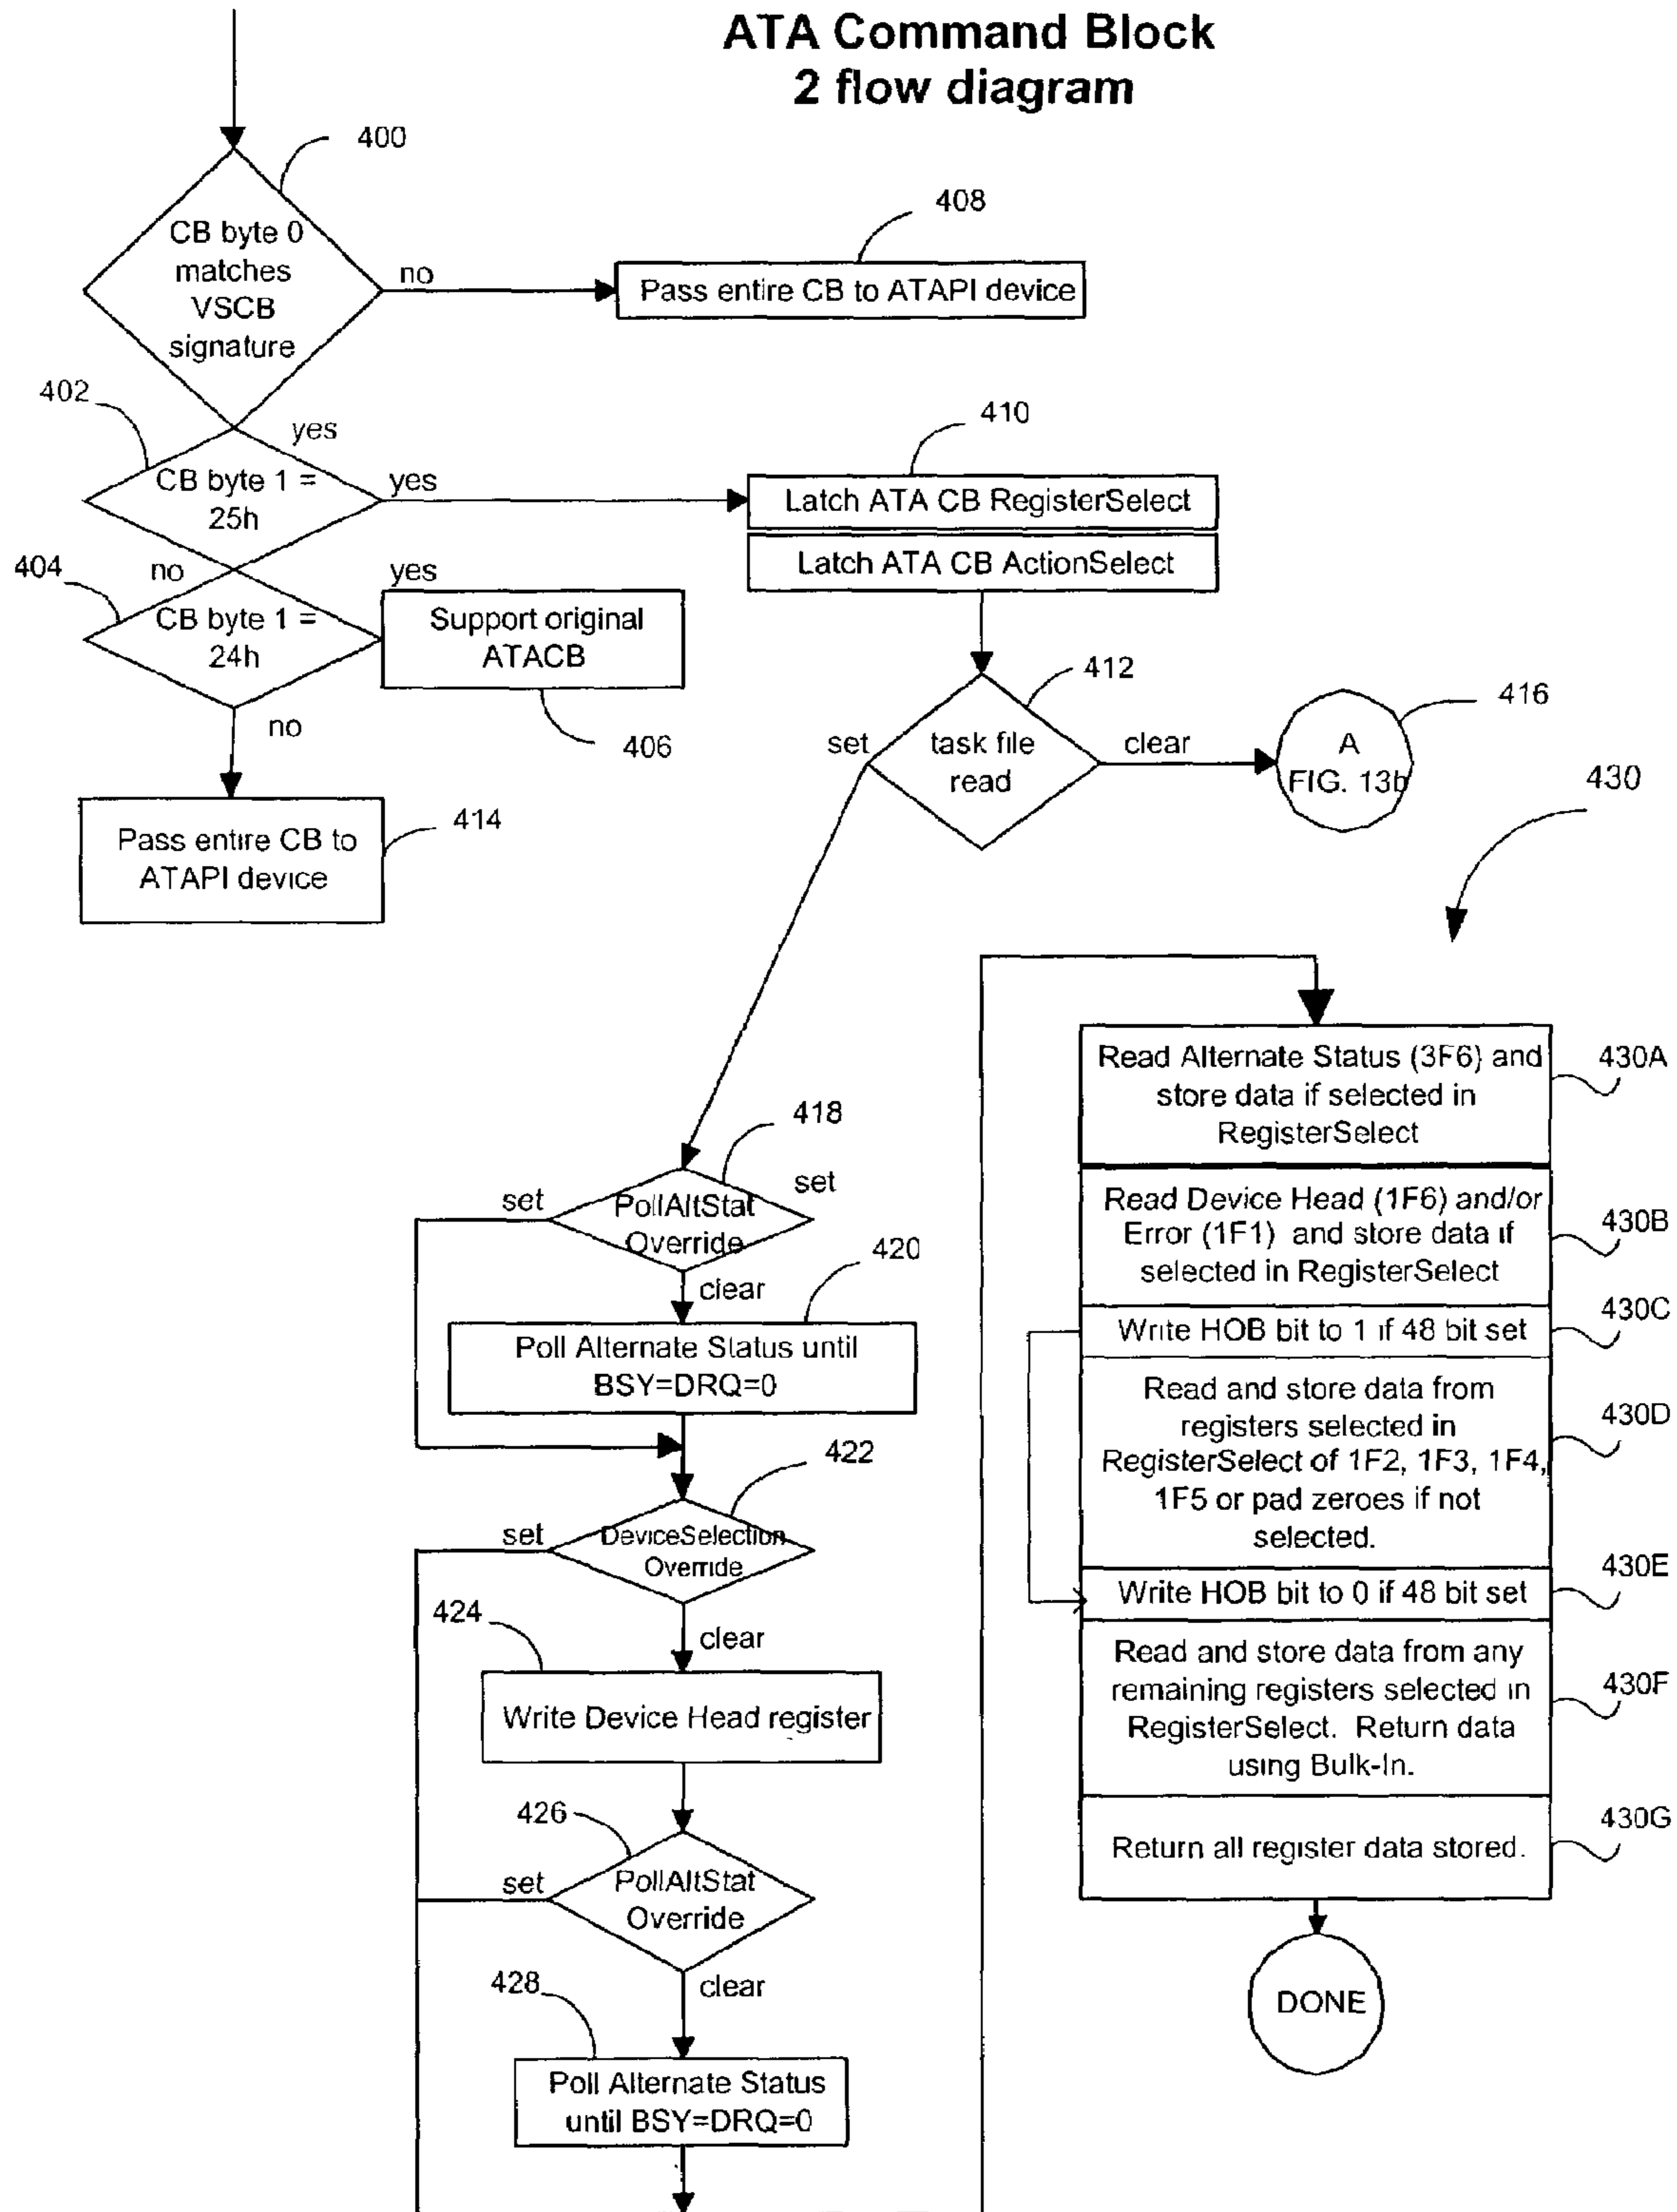 ATA Command Block
2 flow diagram
400
CB byte 0
matches
VSCB
signature
no
408
Pass entire CB to ATAPI device
402
yes
CB byte 1 =
25h
yes
410
Latch ATA CB RegisterSelect
Latch ATA CB ActionSelect
404
no
yes
CB byte 1 =
24h
Support original
ATACB
406
no
Pass entire CB to
ATAPI device
414
412
set
task file
read
clear
A
FIG. 13b
416
430
418
set
PollAltStat
Override
set
clear
420
Poll Alternate Status until
BSY=DRQ=0
422
set
DeviceSelection
Override
424
clear
Write Device Head register
426
set
PollAltStat
Override
428
clear
Poll Alternate Status
until BSY=DRQ=0
Read Alternate Status (3F6) and
store data if selected in
RegisterSelect
430A
Read Device Head (1F6) and/or
Error (1F1) and store data if
selected in RegisterSelect
430B
Write HOB bit to 1 if 48 bit set
430C
Read and store data from
registers selected in
RegisterSelect of 1F2, 1F3, 1F4,
1F5 or pad zeroes if not
selected.
430D
Write HOB bit to 0 if 48 bit set
430E
Read and store data from any
remaining registers selected in
RegisterSelect. Return data
using Bulk-In.
430F
Return all register data stored.
430G
DONE